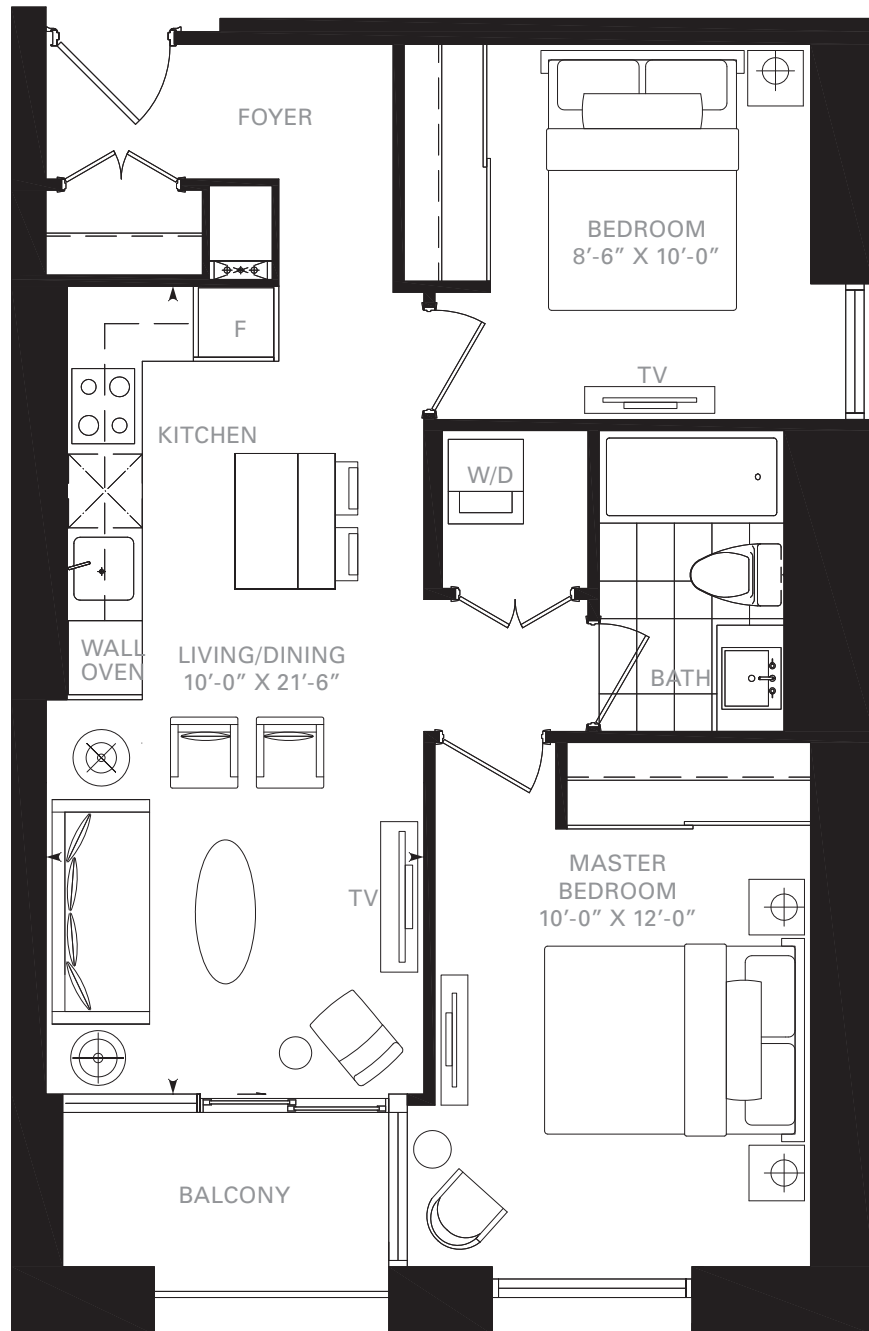 FOYER
BEDROOM
8’-6” X 10’-0”
F
TV
KITCHEN
W/D
WALL
OVEN
LIVING/DINING
10’-0” X 21’-6”
BATH
MASTER
BEDROOM
10’-0” X 12’-0”
TV
BALCONY